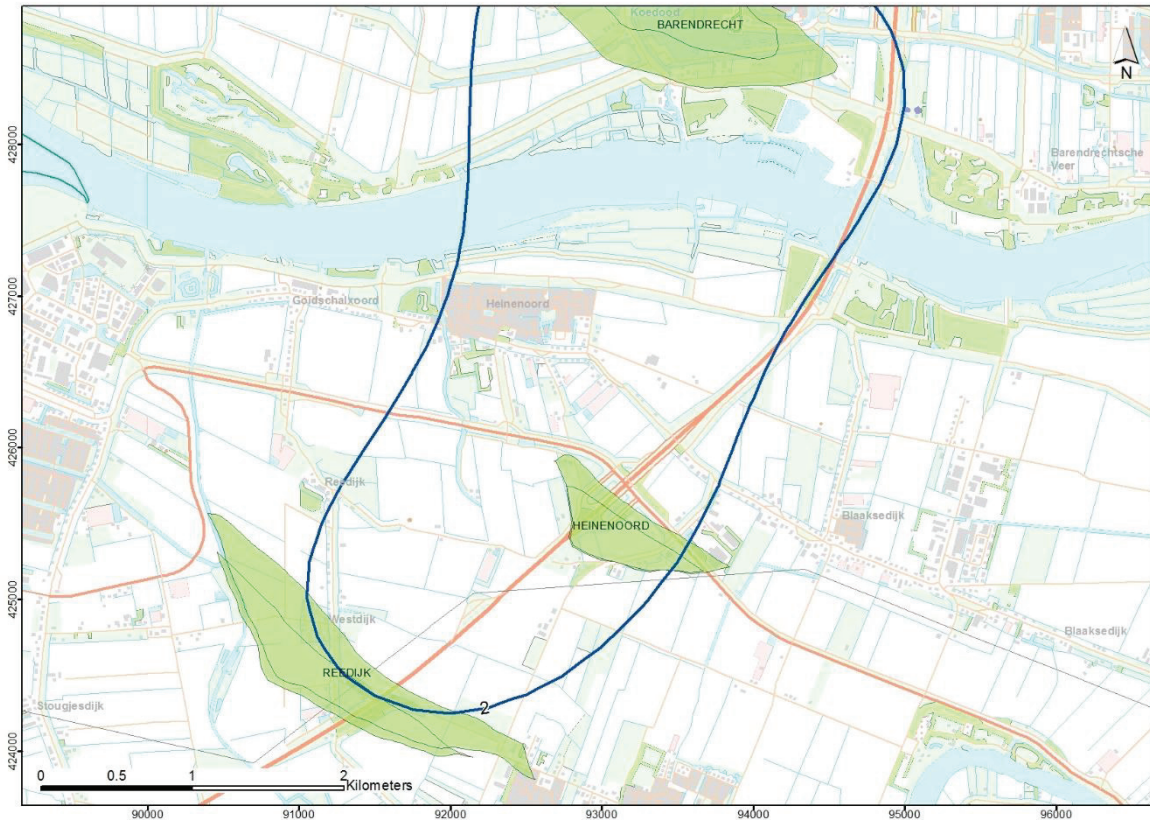 Koedood
BARENDRECHT
N
428000
Barendrechtsche
Veer
427000
Goidschalxoord
Heinenoord
426000
Reedijk
HEINENOORD
Blaaksedijk
425000
Westdijk
Blaaksedijk
REEDIJK
Stougjesdijk
2
424000
0 0.5 1 2
Kilometers
90000 91000 92000 93000 94000 95000 96000